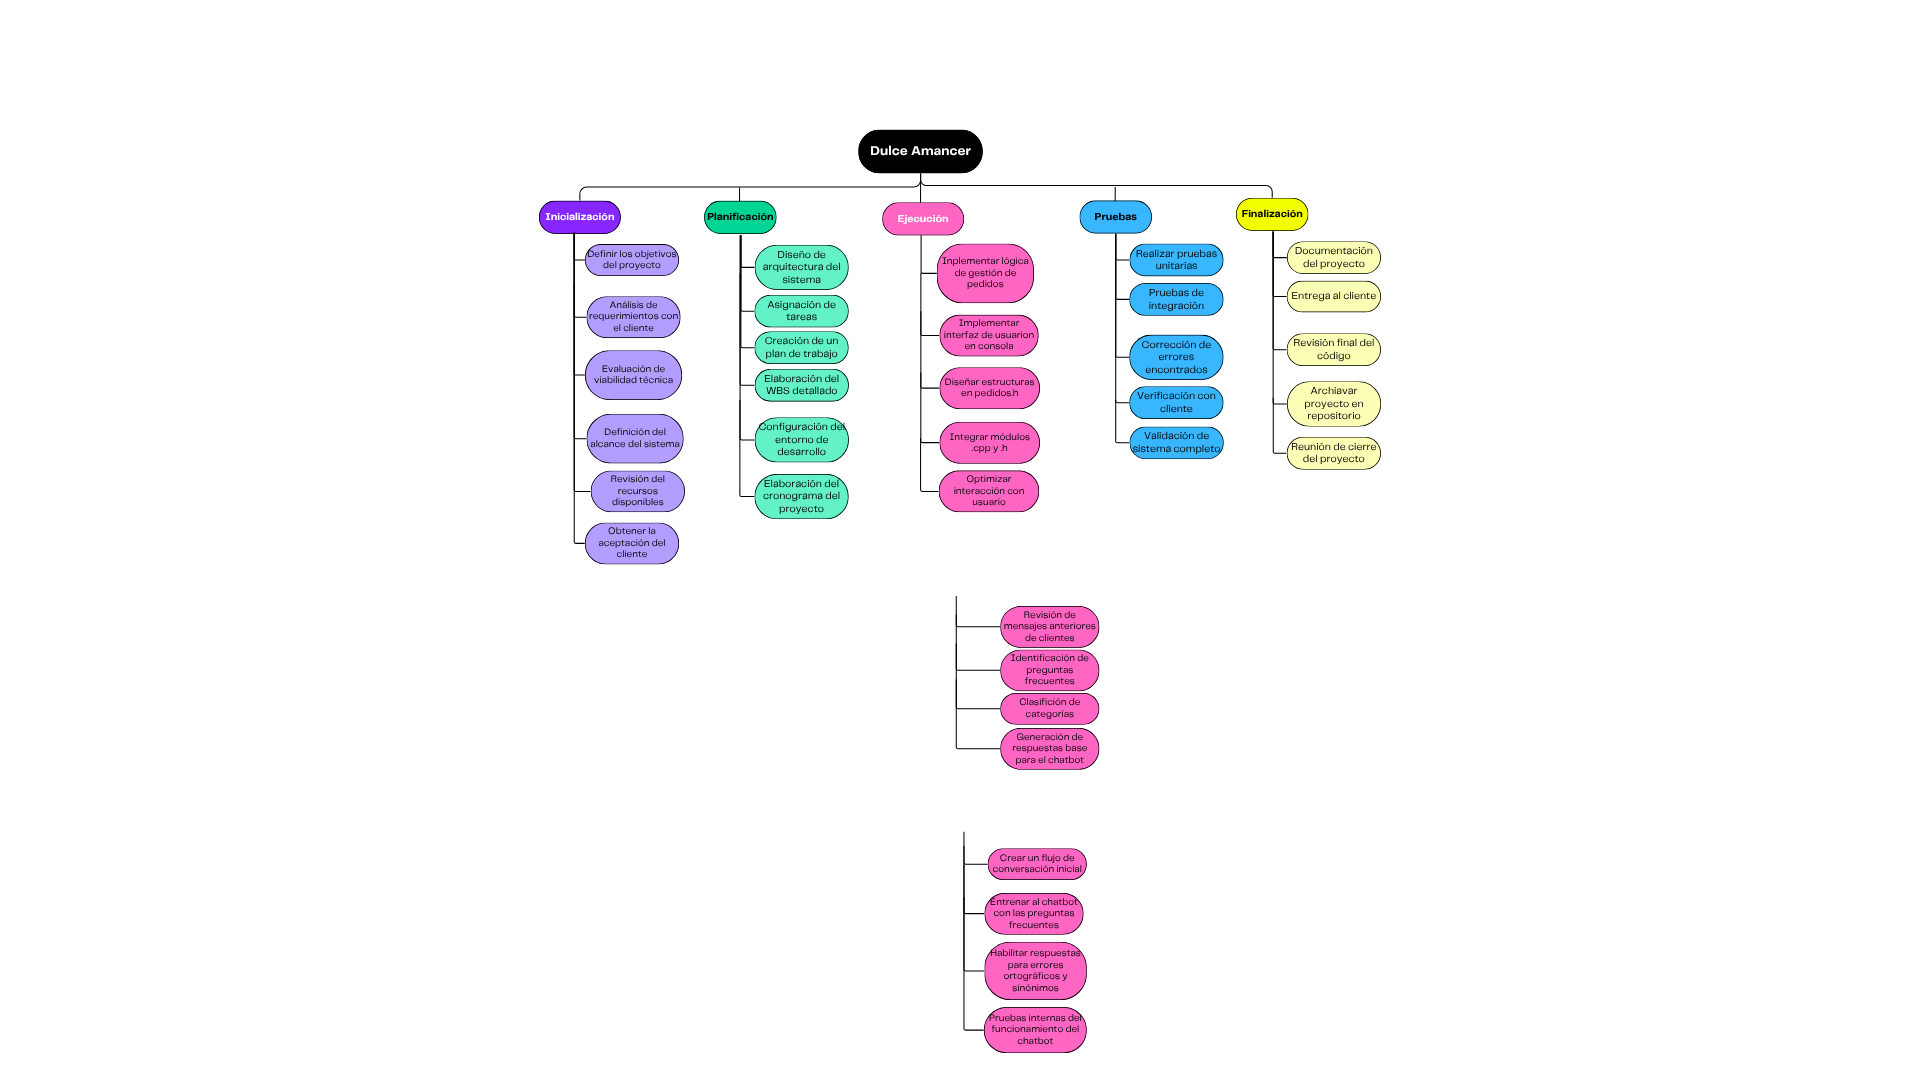 Dulce Amancer
Inicialización
Definir los objetivos
del proyecto
Análisis de
requerimientos con
el cliente
Evaluación de
viabilidad técnica
Definición del
alcance del sistema
Revisión del
recursos
disponibles
Obtener la
aceptación del
cliente
Planificación
Diseño de
arquitectura del
sistema
Asignación de
tareas
Creación de un
plan de trabajo
Elaboración del
WBS detallado
Configuración del
entorno de
desarrollo
Elaboración del
cronograma del
proyecto
Ejecución
Inplementar lógica
de gestión de
pedidos
Implementar
interfaz de usuarion
en consola
Diseñar estructuras
en pedidos.h
Integrar módulos
.cpp y .h
Optimizar
interacción con
usuario
Pruebas
Realizar pruebas
unitarias
Pruebas de
integración
Corrección de
errores
encontrados
Verificación con
cliente
Validación de
sistema completo
Finalización
Documentación
del proyecto
Entrega al cliente
Revisión final del
código
Archiavar
proyecto en
repositorio
Reunión de cierre
del proyecto
Revisión de
mensajes anteriores
de clientes
Identificación de
preguntas
frecuentes
Clasifición de
categorías
Generación de
respuestas base
para el chatbot
Crear un flujo de
conversación inicial
Entrenar al chatbot
con las preguntas
frecuentes
Habilitar respuestas
para errores
ortográficos y
sinónimos
Pruebas internas del
funcionamiento del
chatbot